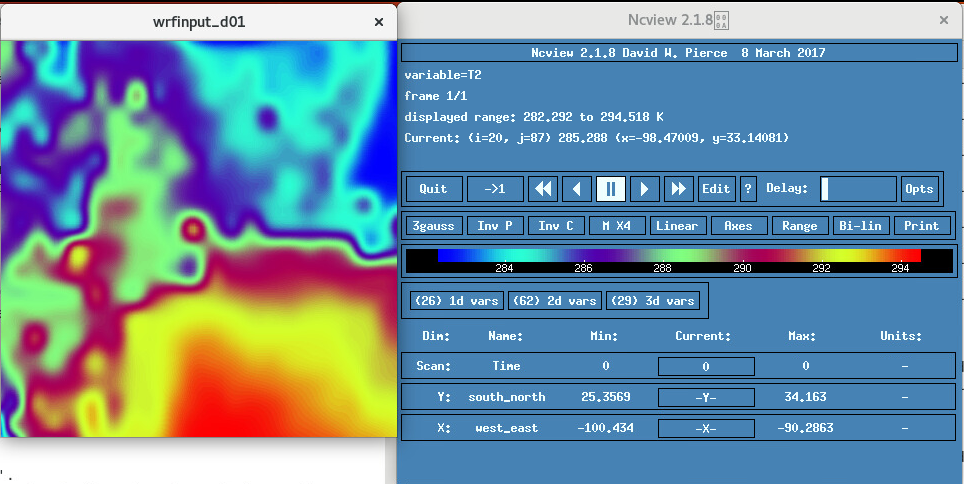 wrfinput_d01
×
Ncview 2.1.8
×
Ncview 2.1.8 David W. Pierce 8 March 2017
variable=T2
frame 1/1
displayed range: 282.292 to 294.518 K
Current: (i=20, j=87) 285.288 (x=-98.47009, y=33.14081)
Quit ->1 Edit ? Delay: Opts
3gauss Inv P Inv C M X4 Linear Axes Range Bi-lin Print
284 286 288 290 292 294
(26) 1d vars (62) 2d vars (29) 3d vars
Dim: Name: Min: Current: Max: Units:
Scan: Time 0 0 0 -
Y: south_north 25.3569 -Y- 34.163 -
X: west_east -100.434 -X- -90.2863 -
' .